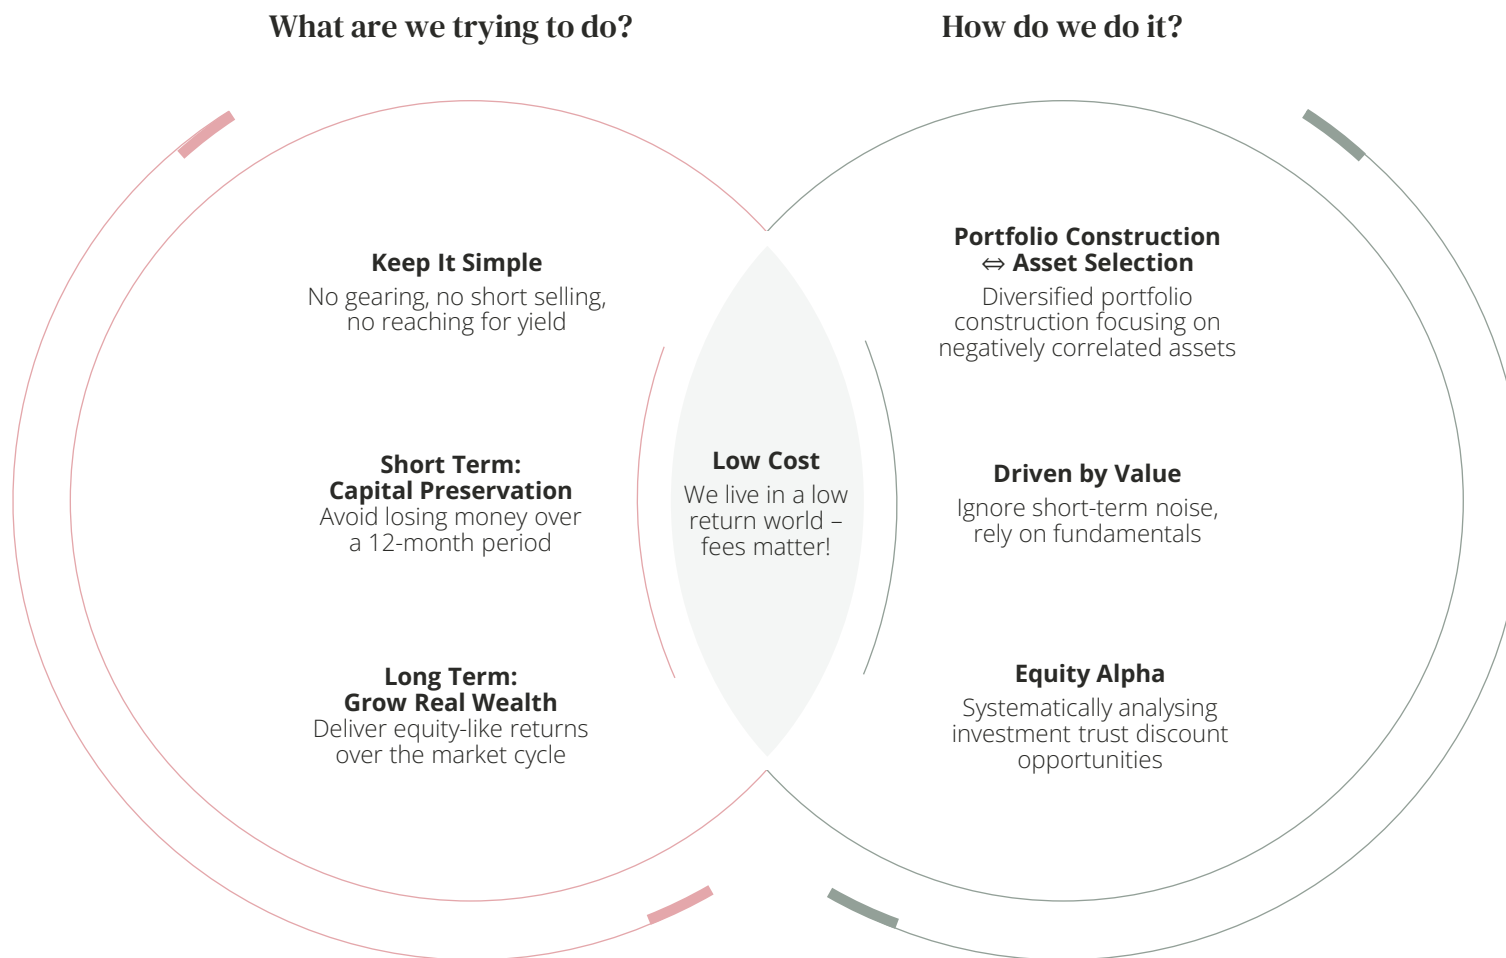 What are we trying to do?
Keep It Simple
No gearing, no short selling,
no reaching for yield
Short Term:
Capital Preservation
Avoid losing money over
a 12-month period
Long Term:
Grow Real Wealth
Deliver equity-like returns
over the market cycle
Low Cost
We live in a low
return world –
fees matter!
How do we do it?
Portfolio Construction
⇔ Asset Selection
Diversified portfolio
construction focusing on
negatively correlated assets
Driven by Value
Ignore short-term noise,
rely on fundamentals
Equity Alpha
Systematically analysing
investment trust discount
opportunities